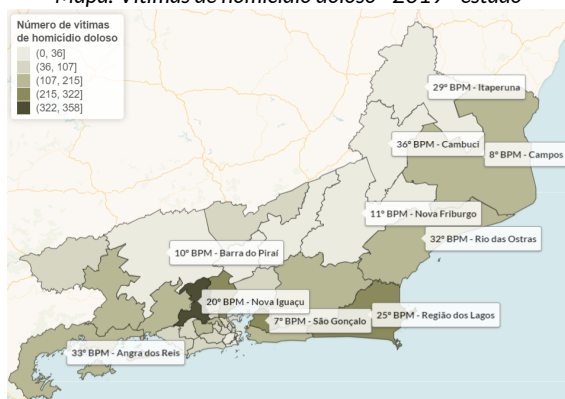 Mapa: Vítimas de homicídio doloso - 2019 - estado
Número de vítimas
de homicídio doloso
(0, 36]
(36, 107]
(107, 215]
(215, 322]
(322, 358]
29º BPM - Itaperuna
36º BPM - Cambuci
8º BPM - Campos
11º BPM - Nova Friburgo
32º BPM - Rio das Ostras
10º BPM - Barra do Piraí
20º BPM - Nova Iguaçu
7º BPM - São Gonçalo
25º BPM - Região dos Lagos
33º BPM - Angra dos Reis